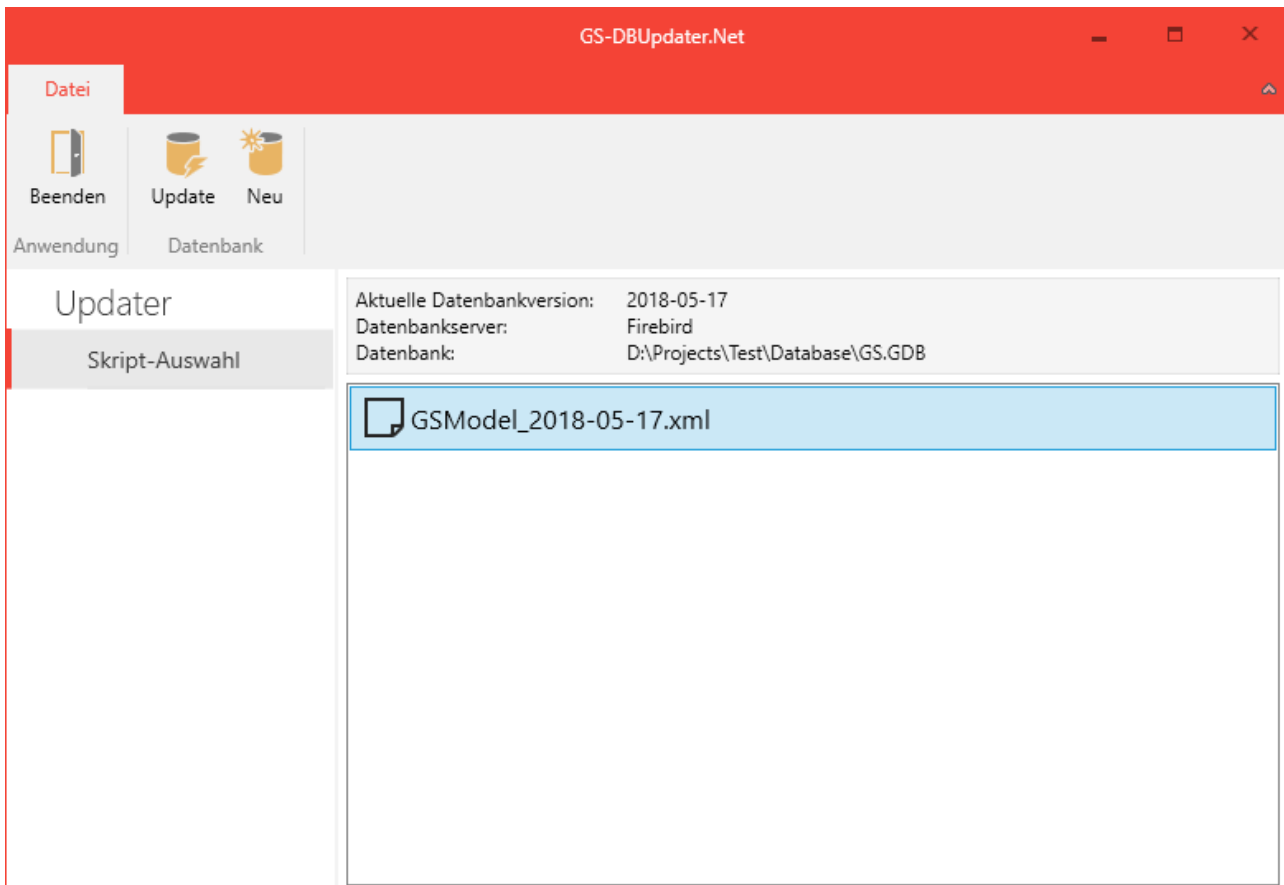 GS-DBUpdater.Net
Datei
Beenden Update Neu
Anwendung Datenbank
Updater
Skript-Auswahl
Aktuelle Datenbankversion: 2018-05-17
Datenbankserver: Firebird
Datenbank: D:\Projects\Test\Database\GS.GDB
GSModel_2018-05-17.xml